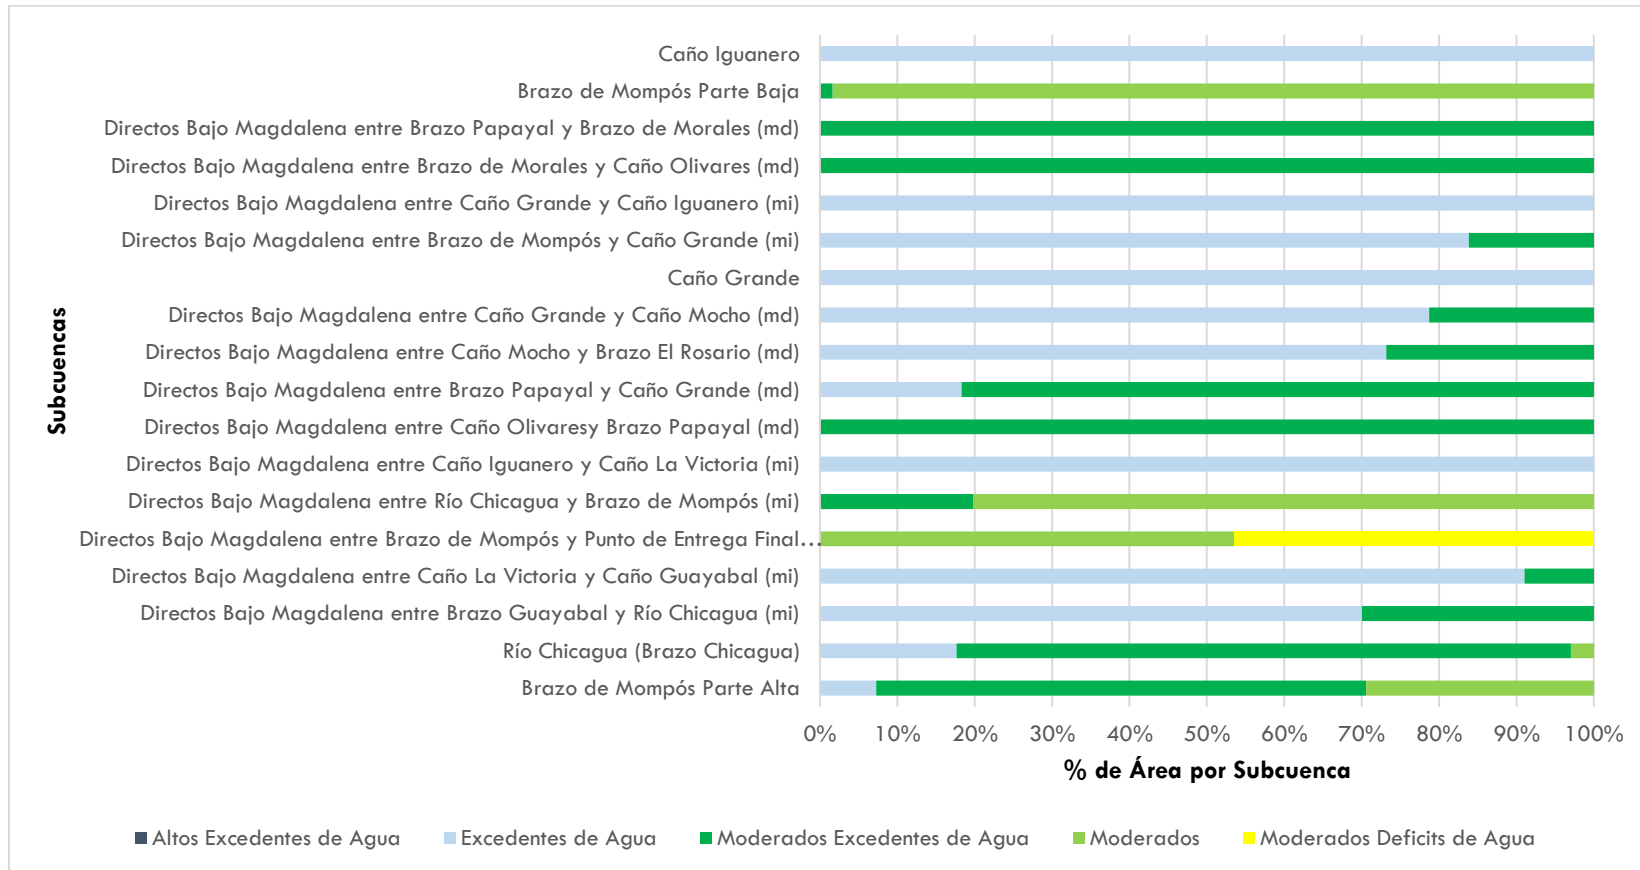 Caño Iguanero
Brazo de Mompós Parte Baja
Directos Bajo Magdalena entre Brazo Papayal y Brazo de Morales (md)
Directos Bajo Magdalena entre Brazo de Morales y Caño Olivares (md)
Directos Bajo Magdalena entre Caño Grande y Caño Iguanero (mi)
Directos Bajo Magdalena entre Brazo de Mompós y Caño Grande (mi)
Caño Grande
Directos Bajo Magdalena entre Caño Grande y Caño Mocho (md)
Directos Bajo Magdalena entre Caño Mocho y Brazo El Rosario (md)
Directos Bajo Magdalena entre Brazo Papayal y Caño Grande (md)
Directos Bajo Magdalena entre Caño Olivaresy Brazo Papayal (md)
Directos Bajo Magdalena entre Caño Iguanero y Caño La Victoria (mi)
Directos Bajo Magdalena entre Río Chicagua y Brazo de Mompós (mi)
Directos Bajo Magdalena entre Brazo de Mompós y Punto de Entrega Final…
Directos Bajo Magdalena entre Caño La Victoria y Caño Guayabal (mi)
Directos Bajo Magdalena entre Brazo Guayabal y Río Chicagua (mi)
Río Chicagua (Brazo Chicagua)
Brazo de Mompós Parte Alta
Subcuencas
0% 10% 20% 30% 40% 50% 60% 70% 80% 90% 100%
% de Área por Subcuenca
Altos Excedentes de Agua Excedentes de Agua Moderados Excedentes de Agua Moderados Moderados Deficits de Agua